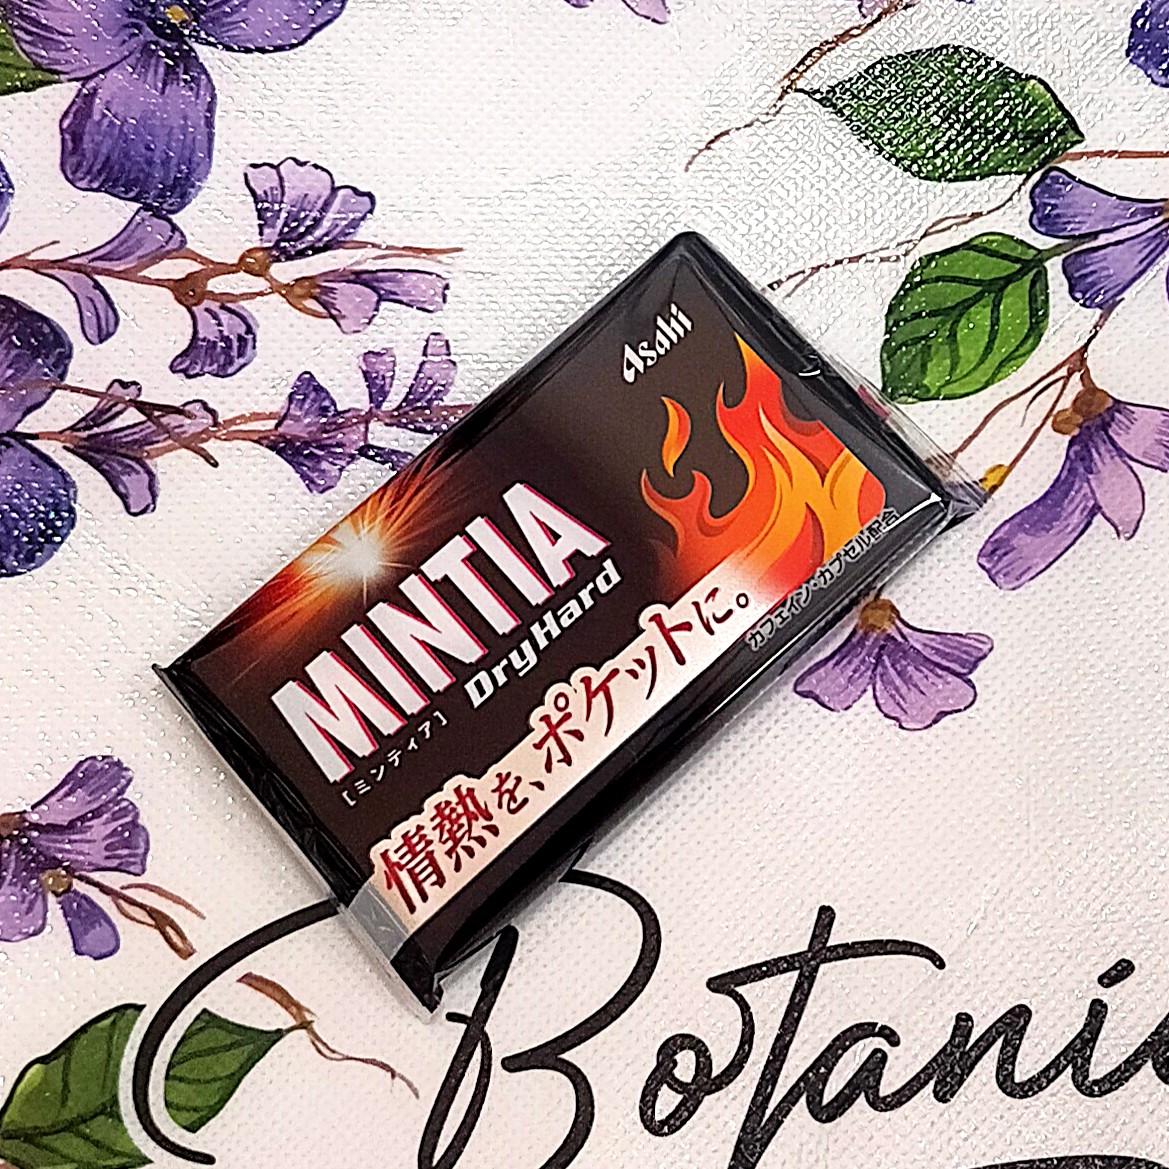 Asahi
MINTIA
DryHard
[ミンティア]
情熱を、ポケットに。
カフェイン・カプセル配合
Botani